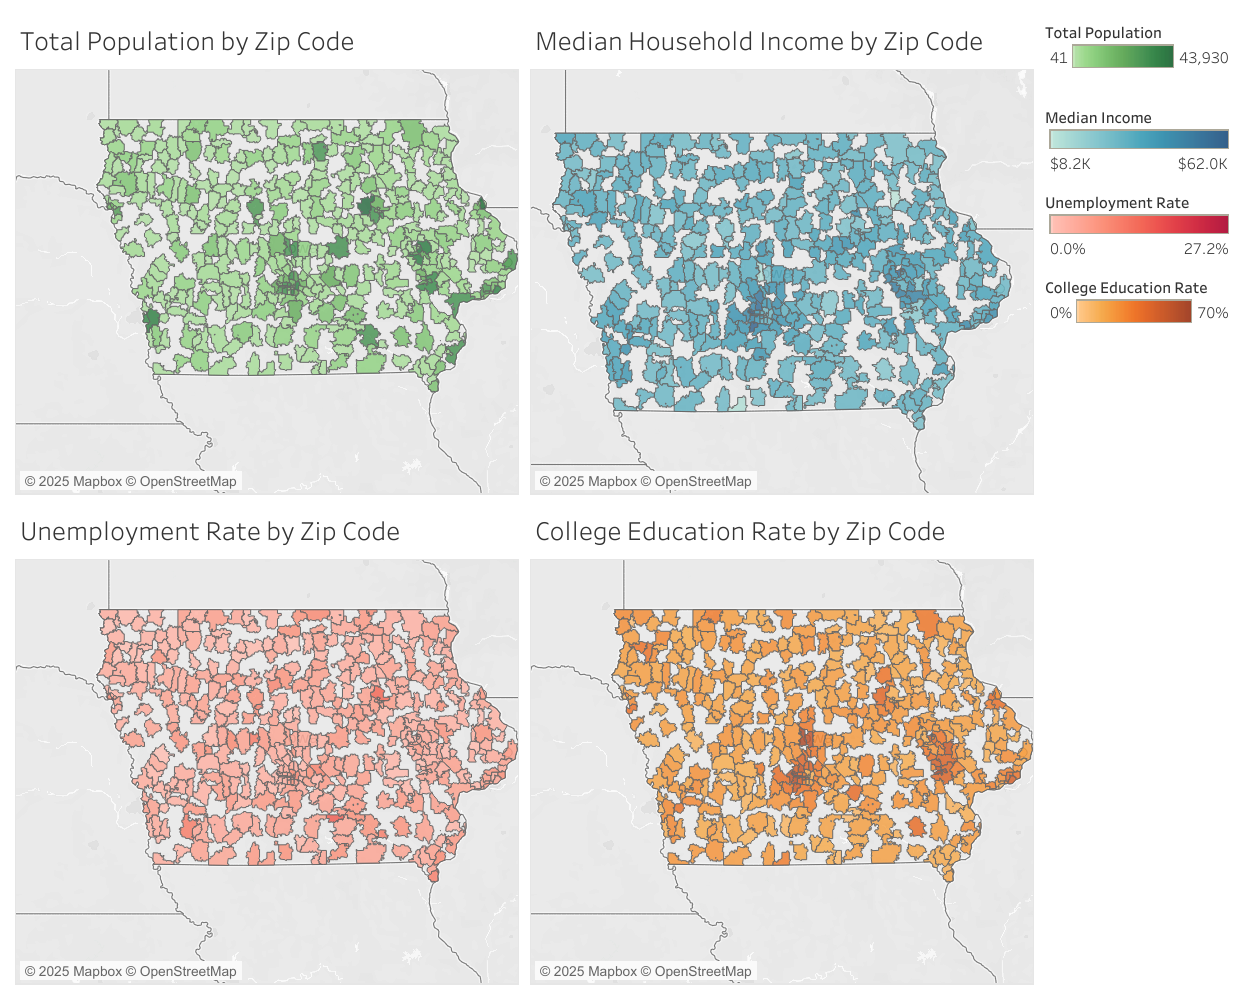 Total Population by Zip Code
Median Household Income by Zip Code
Total Population
41
43,930
Median Income
$8.2K
$62.0K
Unemployment Rate
0.0%
27.2%
College Education Rate
0%
70%
© 2025 Mapbox © OpenStreetMap
© 2025 Mapbox © OpenStreetMap
Unemployment Rate by Zip Code
College Education Rate by Zip Code
© 2025 Mapbox © OpenStreetMap
© 2025 Mapbox © OpenStreetMap